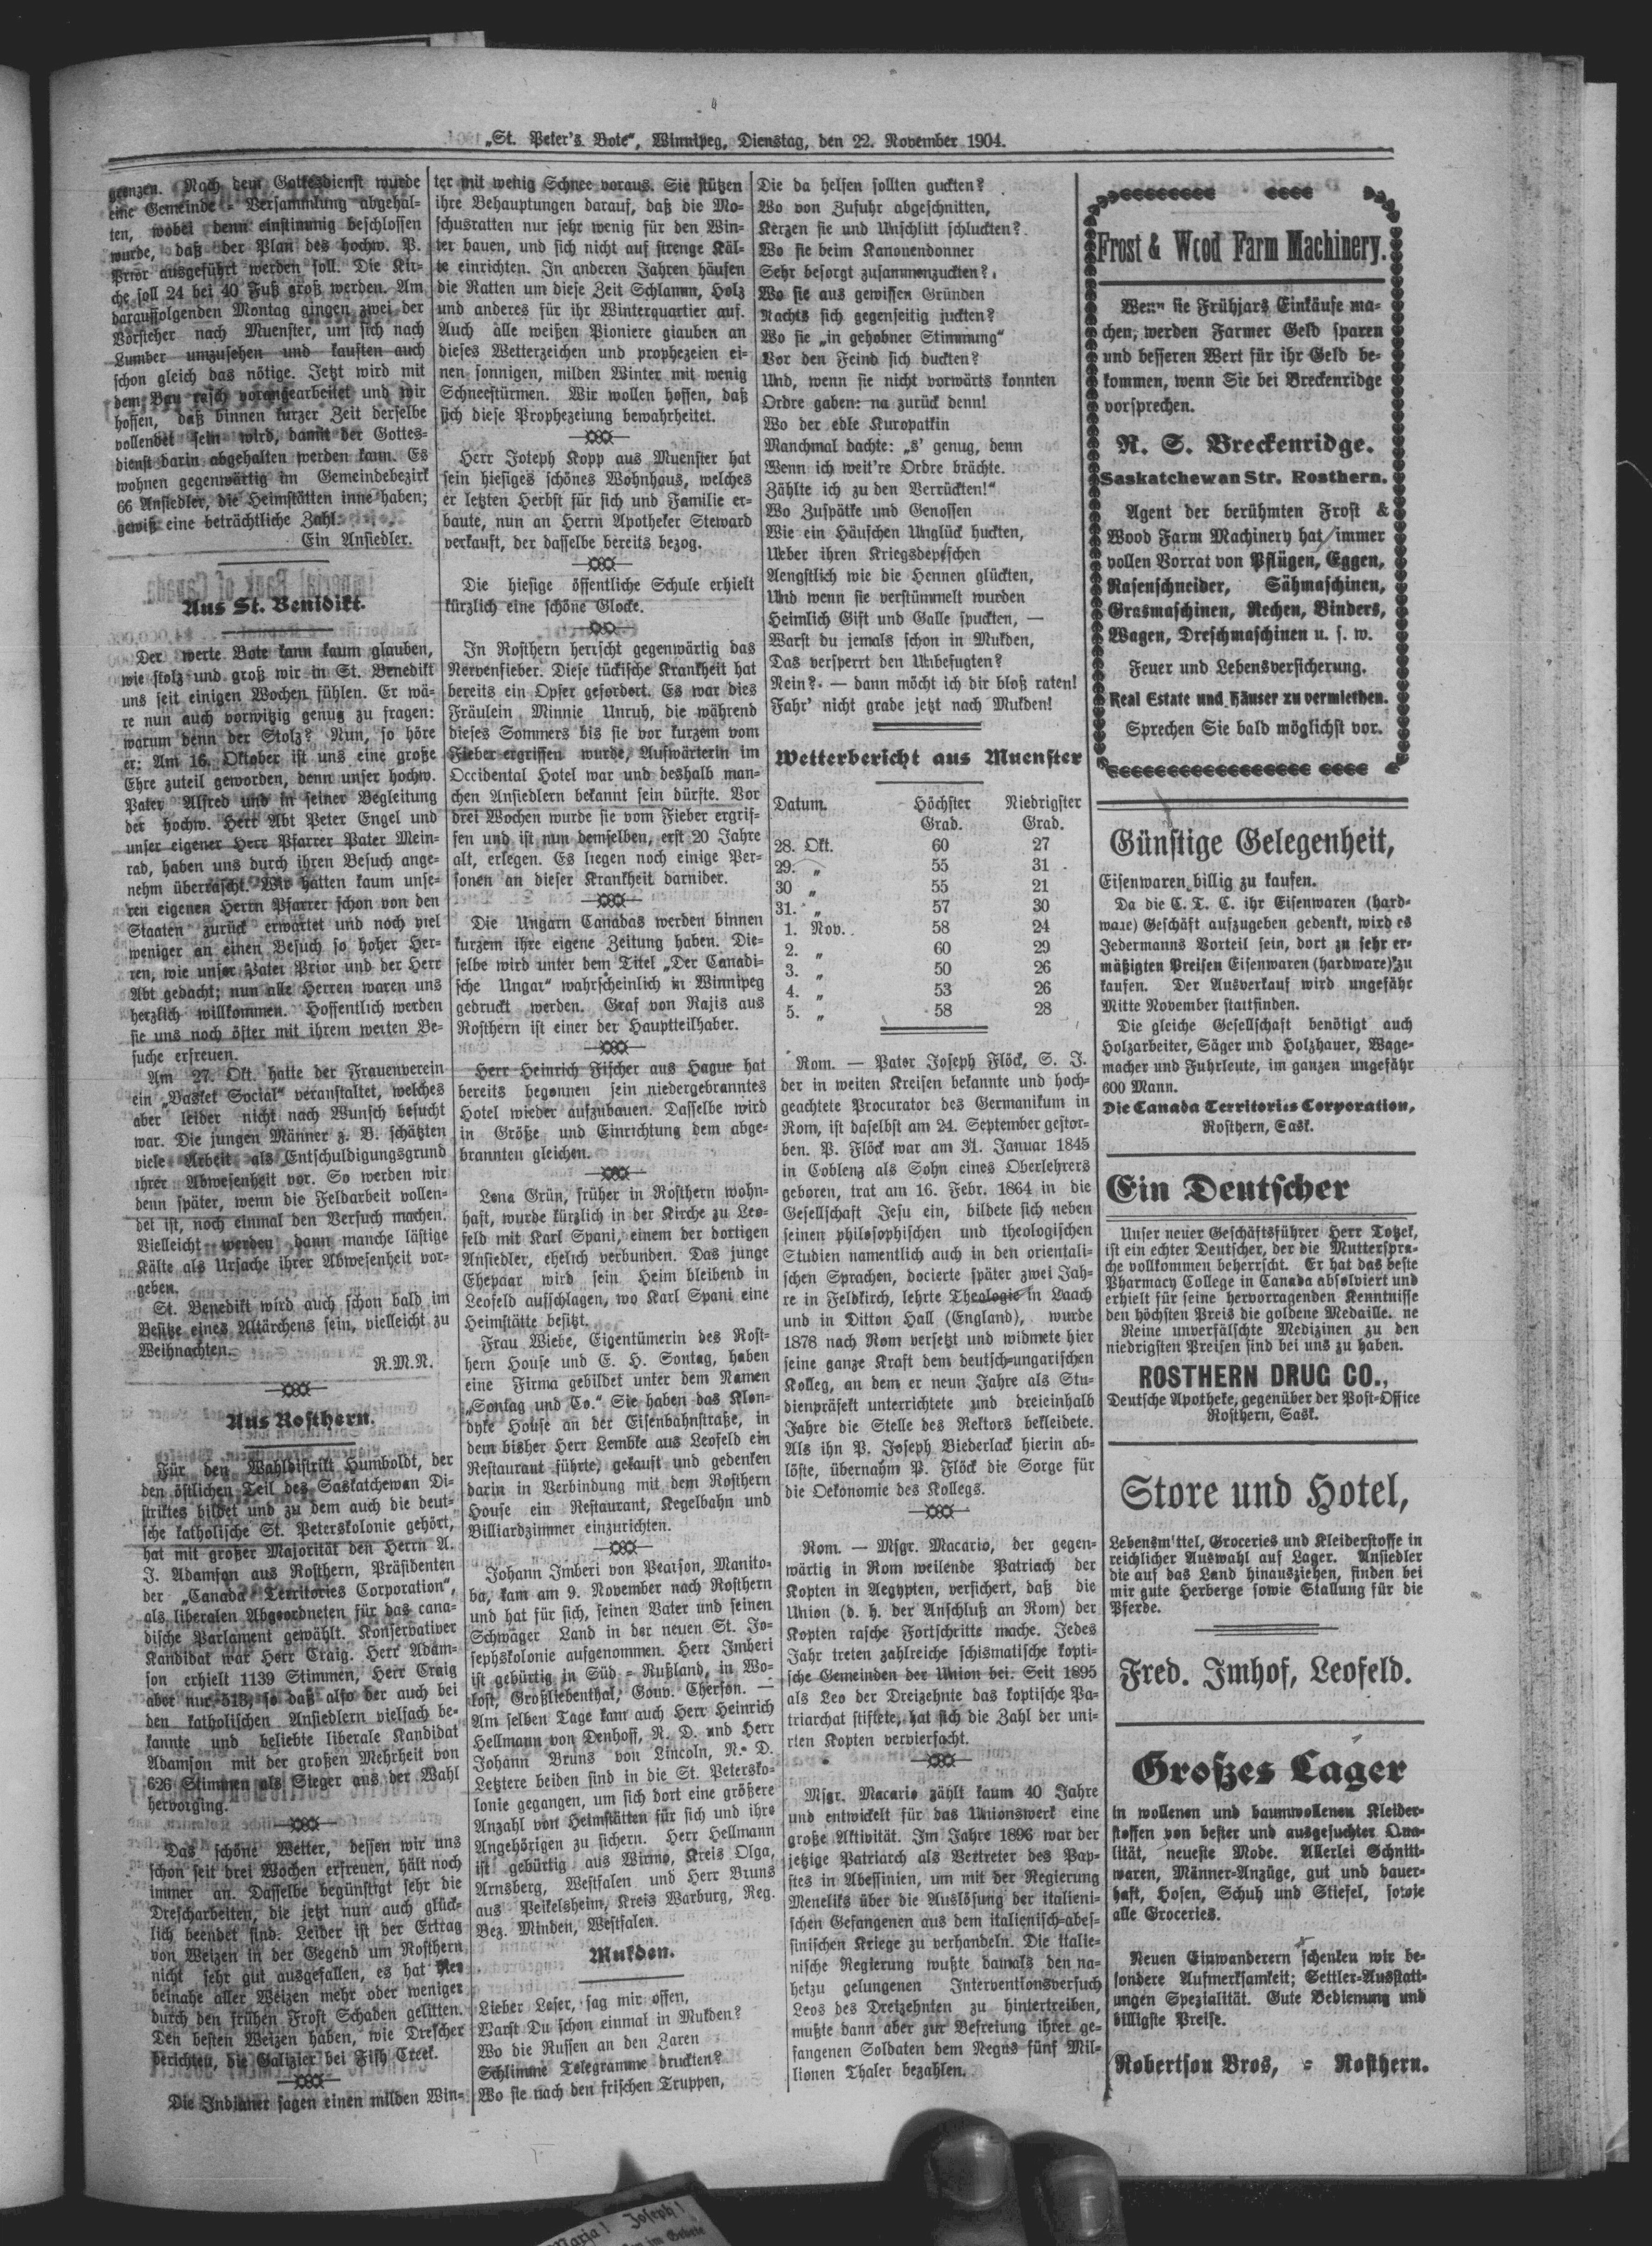 „St. Peter's Bote", Winnipeg, Dienstag, den 22. November 1904.
grenzen. Nach dem Gottesdienst wurde
eine Gemeinde-Versammlung abgehal-
ten, wobei denn einstimmig beschlossen
wurde, daß der Plan des hochw. P.
Prior ausgeführt werden soll. Die Kir-
che soll 24 bei 40 Fuß groß werden. Am
darauffolgenden Montag gingen zwei der
Vorsteher nach Muenster, um sich nach
Lumber umzusehen und kauften auch
schon gleich das nötige. Jetzt wird mit
dem Bau rasch vorangearbeitet und wir
hoffen, daß binnen kurzer Zeit derselbe
vollendet sein wird, damit der Gottes-
dienst darin abgehalten werden kann. Es
wohnen gegenwärtig im Gemeindebezirk
66 Ansiedler, die Heimstätten inne haben;
gewiß eine beträchtliche Zahl.
Ein Ansiedler.
Aus St. Benidikt.
Der werte Bote kann kaum glauben,
wie stolz und groß wir in St. Benedikt
uns seit einigen Wochen fühlen. Er wä-
re nun auch vorwitzig genug zu fragen:
warum denn der Stolz? Nun, so höre
er: Am 16. Oktober ist uns eine große
Ehre zuteil geworden, denn unser hochw.
Pater Alfred und in seiner Begleitung
der hochw. Herr Abt Peter Engel und
unser eigener Herr Pfarrer Pater Mein-
rad, haben uns durch ihren Besuch ange-
nehm überrascht. Wir hatten kaum unse-
ren eigenen Herrn Pfarrer schon von den
Staaten zurück erwartet und noch viel
weniger an einen Besuch so hoher Her-
ren, wie unser Pater Prior und der Herr
Abt gedacht; nun alle Herren waren uns
herzlich willkommen. Hoffentlich werden
sie uns noch öfter mit ihrem werten Be-
suche erfreuen.
Am 27. Okt. hatte der Frauenverein
ein „Basket Social" veranstaltet, welches
aber leider nicht nach Wunsch besucht
war. Die jungen Männer z. B. schätzten
viele Arbeit als Entschuldigungsgrund
ihrer Abwesenheit vor. So werden wir
denn später, wenn die Feldarbeit vollen-
det ist, noch einmal den Versuch machen.
Vielleicht werden dann manche lästige
Kälte als Ursache ihrer Abwesenheit vor-
geben.
St. Benedikt wird auch schon bald im
Besitze eines Altärchens sein, vielleicht zu
Weihnachten.
R.M.N.
Aus Rosthern.
Für den Wahldistrikt Humboldt, der
den östlichen Teil des Saskatchewan Di-
striktes bildet und zu dem auch die deut-
sche katholische St. Peterskolonie gehört,
hat mit großer Majorität den Herrn A.
J. Adamson aus Rosthern, Präsidenten
der „Canada Territories Corporation",
als liberalen Abgeordneten für das cana-
dische Parlament gewählt. Konservativer
Kandidat war Herr Craig. Herr Adam-
son erhielt 1139 Stimmen, Herr Craig
aber nur 513, so daß also der auch bei
den katholischen Ansiedlern vielfach be-
kannte und beliebte liberale Kandidat
Adamson mit der großen Mehrheit von
626 Stimmen als Sieger aus der Wahl
hervorging.
Das schöne Wetter, dessen wir uns
schon seit drei Wochen erfreuen, hält noch
immer an. Dasselbe begünstigt sehr die
Drescharbeiten, die jetzt nun auch glück-
lich beendet sind. Leider ist der Ertrag
von Weizen in der Gegend um Rosthern
nicht sehr gut ausgefallen, es hat
beinahe aller Weizen mehr oder weniger
durch den frühen Frost Schaden gelitten.
Den besten Weizen haben, wie Drescher
berichten, die Galizier bei Fish Creek.
Die Indianer sagen einen milden Win-
ter mit wenig Schnee voraus. Sie stützen
ihre Behauptungen darauf, daß die Mo-
schusratten nur sehr wenig für den Win-
ter bauen, und sich nicht auf strenge Käl-
te einrichten. In anderen Jahren häufen
die Ratten um diese Zeit Schlamm, Holz
und anderes für ihr Winterquartier auf.
Auch alle weißen Pioniere glauben an
dieses Wetterzeichen und prophezeien ei-
nen sonnigen, milden Winter mit wenig
Schneestürmen. Wir wollen hoffen, daß
sich diese Prophezeiung bewahrheitet.
Herr Joseph Kopp aus Muenster hat
sein hiesiges schönes Wohnhaus, welches
er letzten Herbst für sich und Familie er-
baute, nun an Herrn Apotheker Steward
verkauft, der dasselbe bereits bezog.
Die hiesige öffentliche Schule erhielt
kürzlich eine schöne Glocke.
In Rosthern herrscht gegenwärtig das
Nervenfieber. Diese tückische Krankheit hat
bereits ein Opfer gefordert. Es war dies
Fräulein Minnie Unruh, die während
dieses Sommers bis sie vor kurzem vom
Fieber ergriffen wurde, Aufwärterin im
Occidental Hotel war und deshalb man-
chen Ansiedlern bekannt sein dürfte. Vor
drei Wochen wurde sie vom Fieber ergrif-
fen und ist nun demselben, erst 20 Jahre
alt, erlegen. Es liegen noch einige Per-
sonen an dieser Krankheit darnider.
Die Ungarn Canadas werden binnen
kurzem ihre eigene Zeitung haben. Die-
selbe wird unter dem Titel „Der Canadi-
sche Ungar" wahrscheinlich in Winnipeg
gedruckt werden. Graf von Rajis aus
Rosthern ist einer der Hauptteilhaber.
Herr Heinrich Fischer aus Hague hat
bereits begonnen sein niedergebranntes
Hotel wieder aufzubauen. Dasselbe wird
in Größe und Einrichtung dem abge-
brannten gleichen.
Lena Grün, früher in Rosthern wohn-
haft, wurde kürzlich in der Kirche zu Leo-
feld mit Karl Spani, einem der dortigen
Ansiedler, ehelich verbunden. Das junge
Ehepaar wird sein Heim bleibend in
Leofeld aufschlagen, wo Karl Spani eine
Heimstätte besitzt.
Frau Wiebe, Eigentümerin des Rost-
hern House und E. H. Sontag, haben
eine Firma gebildet unter dem Namen
„Sontag und Co." Sie haben das Klon-
dyke House an der Eisenbahnstraße, in
dem bisher Herr Lembke aus Leofeld ein
Restaurant führte, gekauft und gedenken
darin in Verbindung mit dem Rosthern
House ein Restaurant, Kegelbahn und
Billiardzimmer einzurichten.
Johann Imberi von Pearson, Manito-
ba, kam am 9. November nach Rosthern
und hat für sich, seinen Vater und seinen
Schwäger Land in der neuen St. Jo-
sephskolonie aufgenommen. Herr Imberi
ist gebürtig in Süd-Rußland, in Wo-
lost, Großliebenthal, Gouv. Cherson. —
Am selben Tage kam auch Herr Heinrich
Hellmann von Denhoff, N. D. und Herr
Johann Bruns von Lincoln, N. D.
Letztere beiden sind in die St. Petersko-
lonie gegangen, um sich dort eine größere
Anzahl von Heimstätten für sich und ihre
Angehörigen zu sichern. Herr Hellmann
ist gebürtig aus Wirmo, Kreis Olga,
Arnsberg, Westfalen und Herr Bruns
aus Peikelsheim, Kreis Warburg, Reg.
Bez. Minden, Westfalen.
Mukden.
Lieber Leser, sag mir offen,
Warst Du schon einmal in Mukden?
Wo die Russen an den Zaren
Schlimme Telegramme druckten?
Wo sie nach den frischen Truppen,
Die da helfen sollten guckten?
Wo von Zufuhr abgeschnitten,
Kerzen sie und Unschlitt schluckten?
Wo sie beim Kanonendonner
Sehr besorgt zusammenzuckten?
Wo sie aus gewissen Gründen
Nachts sich gegenseitig juckten?
Wo sie „in gehobner Stimmung"
Vor den Feind sich duckten?
Und, wenn sie nicht vorwärts konnten
Ordre gaben: na zurück denn!
Wo der edle Kuropatkin
Manchmal dachte: „s' genug, denn
Wenn ich weit're Ordre brächte.
Zählte ich zu den Verrückten!"
Wo Zuspätke und Genossen
Wie ein Häufchen Unglück huckten,
Ueber ihren Kriegsdepeschen
Aengstlich wie die Hennen glückten,
Und wenn sie verstümmelt wurden
Heimlich Gift und Galle spuckten, —
Warst du jemals schon in Mukden,
Das versperrt den Unbefugten?
Nein? — dann möcht ich dir bloß raten!
Fahr' nicht grade jetzt nach Mukden!
Wetterbericht aus Muenster
Datum. Höchster Niedrigster
Grad. Grad.
28. Okt. 60 27
29. „ 55 31
30 „ 55 21
31. „ 57 30
1. Nov. 58 24
2. „ 60 29
3. „ 50 26
4. „ 53 26
5. „ 58 28
Rom. — Pater Joseph Flöck, S. J.
der in weiten Kreisen bekannte und hoch-
geachtete Procurator des Germanikum in
Rom, ist daselbst am 24. September gestor-
ben. P. Flöck war am 31. Januar 1845
in Coblenz als Sohn eines Oberlehrers
geboren, trat am 16. Febr. 1864 in die
Gesellschaft Jesu ein, bildete sich neben
seinen philosophischen und theologischen
Studien namentlich auch in den orientali-
schen Sprachen, docierte später zwei Jah-
re in Feldkirch, lehrte Theologie in Laach
und in Ditton Hall (England), wurde
1878 nach Rom versetzt und widmete hier
seine ganze Kraft dem deutsch-ungarischen
Kolleg, an dem er neun Jahre als Stu-
dienpräfekt unterrichtete und dreieinhalb
Jahre die Stelle des Rektors bekleidete.
Als ihn P. Joseph Biederlack hierin ab-
löste, übernahm P. Flöck die Sorge für
die Oekonomie des Kollegs.
Rom. — Msgr. Macario, der gegen-
wärtig in Rom weilende Patriach der
Kopten in Aegypten, versichert, daß die
Union (d. h. der Anschluß an Rom) der
Kopten rasche Fortschritte mache. Jedes
Jahr treten zahlreiche schismatische kopti-
sche Gemeinden der Union bei. Seit 1895
als Leo der Dreizehnte das koptische Pa-
triarchat stiftete, hat sich die Zahl der uni-
rten Kopten vervierfacht.
Msgr. Macario zählt kaum 40 Jahre
und entwickelt für das Unionswerk eine
große Aktivität. Im Jahre 1896 war der
jetzige Patriarch als Vertreter des Pap-
stes in Abessinien, um mit der Regierung
Meneliks über die Auslösung der italieni-
schen Gefangenen aus dem italienisch-abes-
sinischen Kriege zu verhandeln. Die italie-
nische Regierung wußte damals den na-
hezu gelungenen Interventionsversuch
Leos des Dreizehnten zu hintertreiben,
mußte dann aber zur Befreiung ihrer ge-
fangenen Soldaten dem Negus fünf Mil-
lionen Thaler bezahlen.
Frost & Wood Farm Machinery.
Wenn sie Frühjars Einkäufe ma-
chen, werden Farmer Geld sparen
und besseren Wert für ihr Geld be-
kommen, wenn Sie bei Breckenridge
vorsprechen.
R. S. Breckenridge.
Saskatchewan Str. Rosthern.
Agent der berühmten Frost &
Wood Farm Machinery hat immer
vollen Vorrat von Pflügen, Eggen,
Rasenschneider, Sähmaschinen,
Grasmaschinen, Rechen, Binders,
Wagen, Dreschmaschinen u. s. w.
Feuer und Lebensversicherung.
Real Estate und Häuser zu vermiethen.
Sprechen Sie bald möglichst vor.
Günstige Gelegenheit,
Eisenwaren billig zu kaufen.
Da die C. T. C. ihr Eisenwaren (hard-
ware) Geschäft aufzugeben gedenkt, wird es
Jedermanns Vorteil sein, dort zu sehr er-
mäßigten Preisen Eisenwaren (hardware) zu
kaufen. Der Ausverkauf wird ungefähr
Mitte November stattfinden.
Die gleiche Gesellschaft benötigt auch
Holzarbeiter, Säger und Holzhauer, Wage-
macher und Fuhrleute, im ganzen ungefähr
600 Mann.
Die Canada Territories Corporation,
Rosthern, Sask.
Ein Deutscher
Unser neuer Geschäftsführer Herr Totzek,
ist ein echter Deutscher, der die Mutterspra-
che vollkommen beherrscht. Er hat das beste
Pharmacy College in Canada absolviert und
erhielt für seine hervorragenden Kenntnisse
den höchsten Preis die goldene Medaille. ne
Reine unverfälschte Medizinen zu den
niedrigsten Preisen sind bei uns zu haben.
ROSTHERN DRUG CO.,
Deutsche Apotheke, gegenüber der Post-Office
Rosthern, Sask.
Store und Hotel,
Lebensmittel, Groceries und Kleiderstoffe in
reichlicher Auswahl auf Lager. Ansiedler
die auf das Land hinausziehen, finden bei
mir gute Herberge sowie Stallung für die
Pferde.
Fred. Imhof, Leofeld.
Großes Lager
in wollenen und baumwollenen Kleider-
stoffen von bester und ausgesuchter Qua-
lität, neueste Mode. Allerlei Schnitt-
waren, Männer-Anzüge, gut und dauer-
haft, Hosen, Schuh und Stiefel, sowie
alle Groceries.
Neuen Einwanderern schenken wir be-
sondere Aufmerksamkeit; Settler-Ausstatt-
ungen Spezialität. Gute Bedienung und
billigste Preise.
Robertson Bros, - Rosthern.
Joseph!